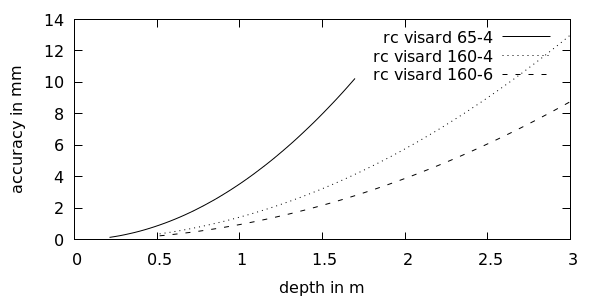 14
12
10
8
6
4
2
0
accuracy in mm
rc visard 65-4
rc visard 160-4
rc visard 160-6
0 0.5 1 1.5 2 2.5 3
depth in m